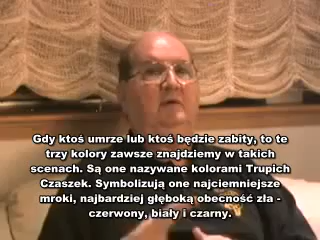 Gdy ktoś umrze lub ktoś będzie zabity, to te
trzy kolory zawsze znajdziemy w takich
scenach. Są one nazywane kolorami Trupich
Czaszek. Symbolizują one najciemniejsze
mroki, najbardziej głęboką obecność zła -
czerwony, biały i czarny.